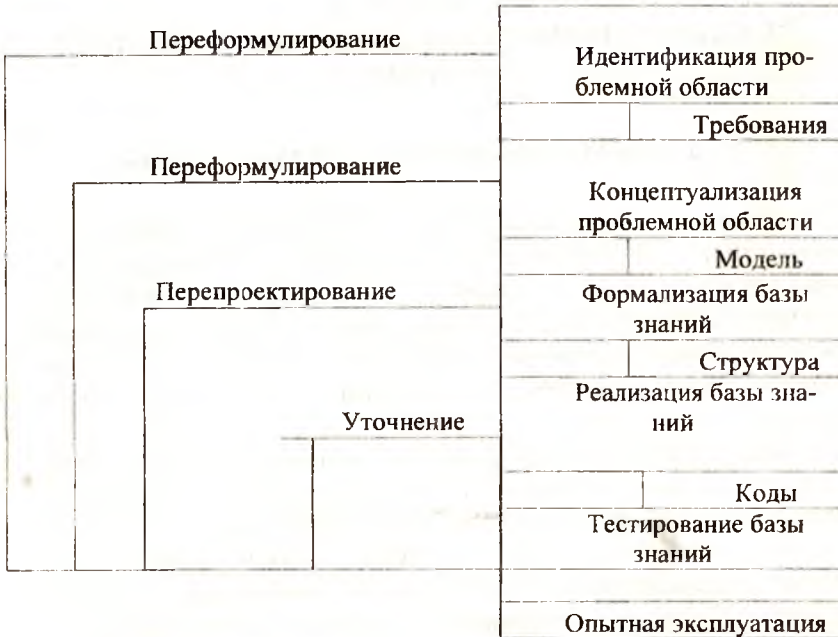 Переформулирование
Идентификация про-
блемной области
Требования
Переформулирование
Концептуализация
проблемной области
Модель
Перепроектирование
Формализация базы
знаний
Структура
Реализация базы зна-
ний
Уточнение
Коды
Тестирование базы
знаний
Опытная эксплуатация